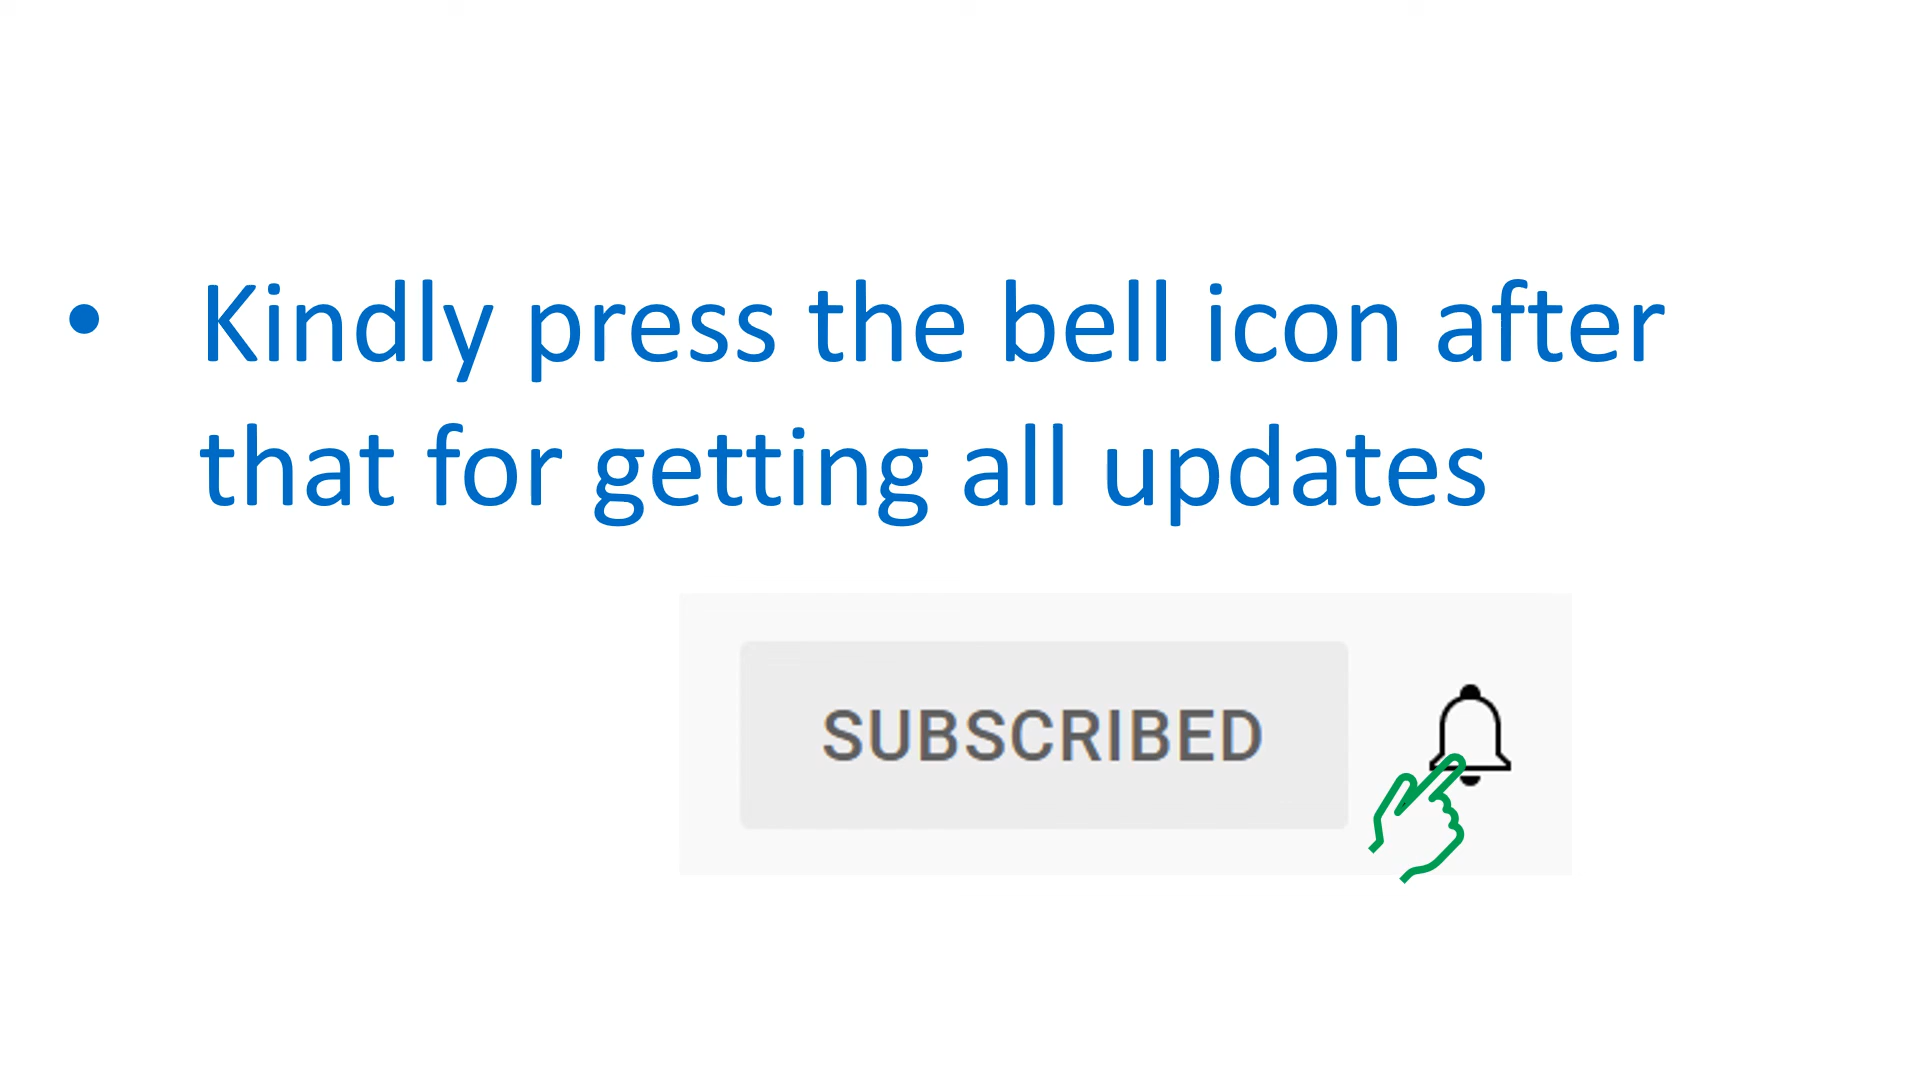 • Kindly press the bell icon after
that for getting all updates
SUBSCRIBED